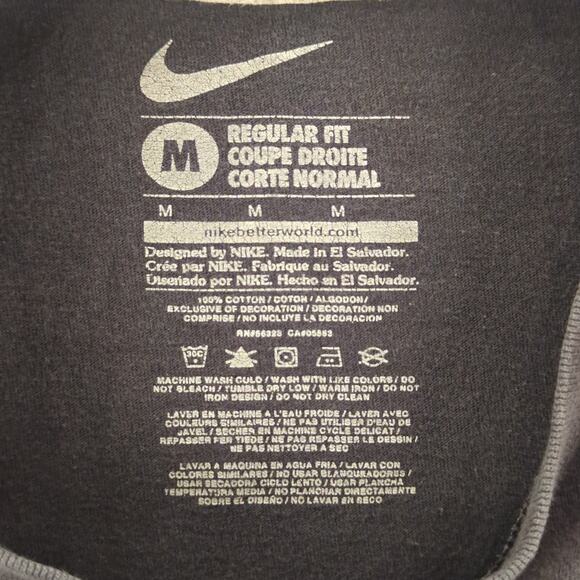 M
REGULAR FIT
COUPE DROITE
CORTE NORMAL
M M M
nikebetterworld.com
Designed by NIKE. Made in El Salvador.
Crée par NIKE. Fabrique au Salvador.
Diseñado por NIKE. Hecho en El Salvador.
100% COTTON / COTON / ALGODON /
EXCLUSIVE OF DECORATION / DECORATION NON
COMPRISE / NO INCLUYE LA DECORACIÓN
RN#56323 CA#05553
30C
MACHINE WASH COLD / WASH WITH LIKE COLORS / DO
NOT BLEACH / TUMBLE DRY LOW / WARM IRON / DO NOT
IRON DESIGN / DO NOT DRY CLEAN
LAVER EN MACHINE A L'EAU FROIDE / LAVER AVEC
COULEURS SIMILAIRES / NE PAS UTILISER D'EAU DE
JAVEL / SECHER EN MACHINE CYCLE DELICAT /
REPASSER FER TIEDE / NE PAS REPASSER LE DESSIN /
NE PAS NETTOYER A SEC
LAVAR A MAQUINA EN AGUA FRIA / LAVAR CON
COLORES SIMILARES / NO USAR BLANQUEADORES /
USAR SECADORA CICLO LENTO / USAR PLANCHA
TEMPERATURA MEDIA / NO PLANCHAR DIRECTAMENTE
SOBRE EL DISEÑO / NO LAVAR EN SECO